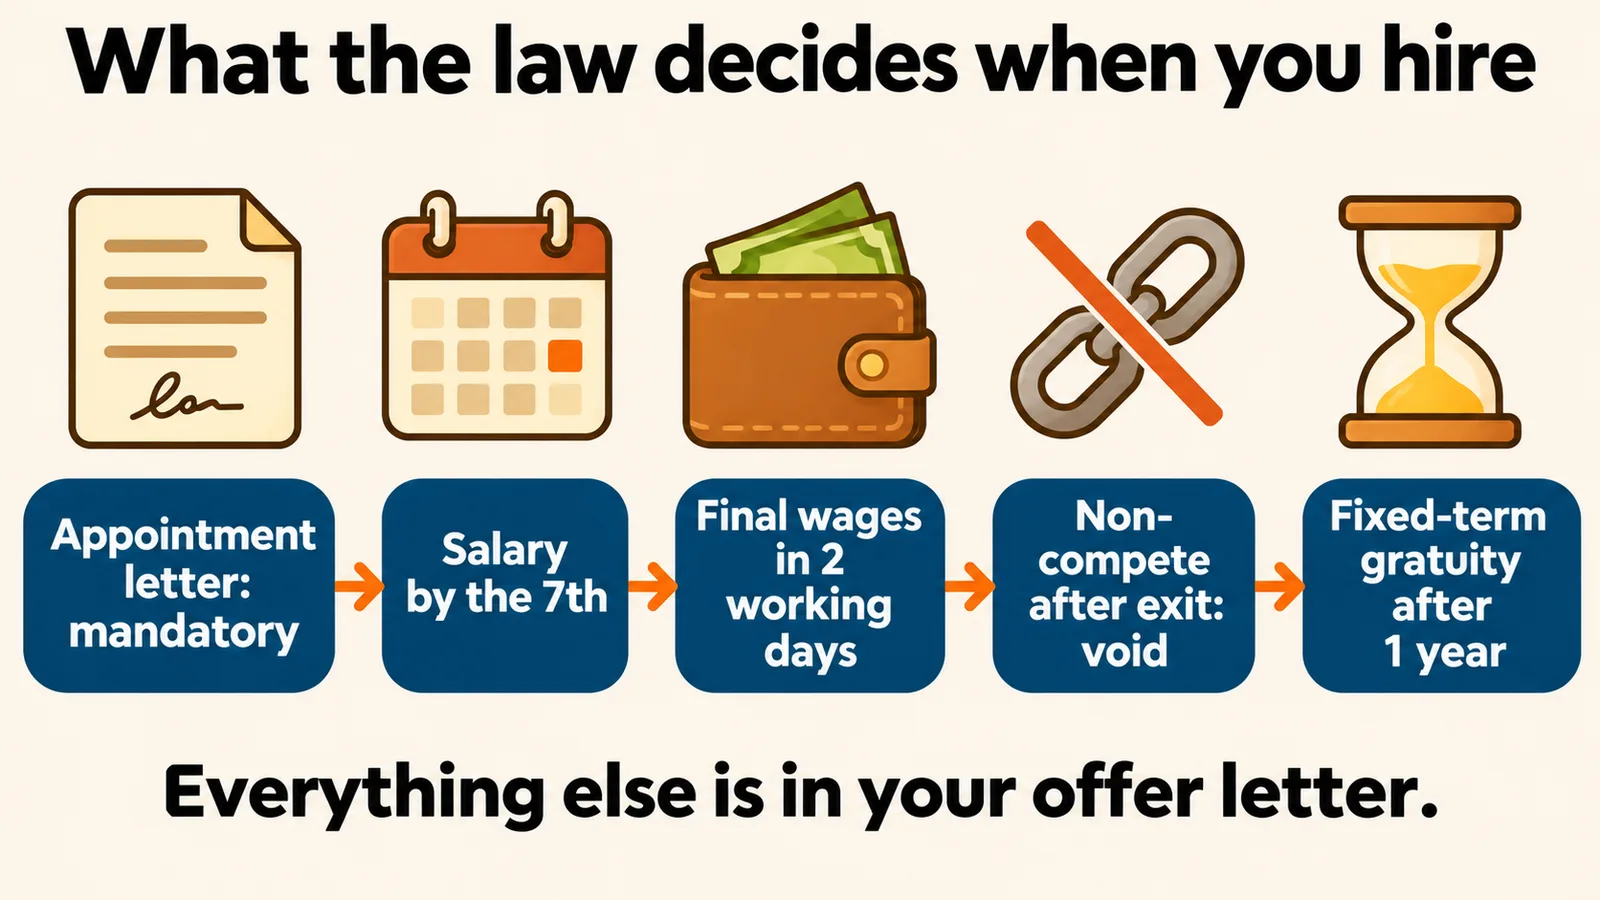 What the law decides when you hire
Appointment
letter:
mandatory
Salary
by the 7th
Final wages
in 2
working
days
Non-
compete
after exit:
void
Fixed-term
gratuity
after
1 year
Everything else is in your offer letter.